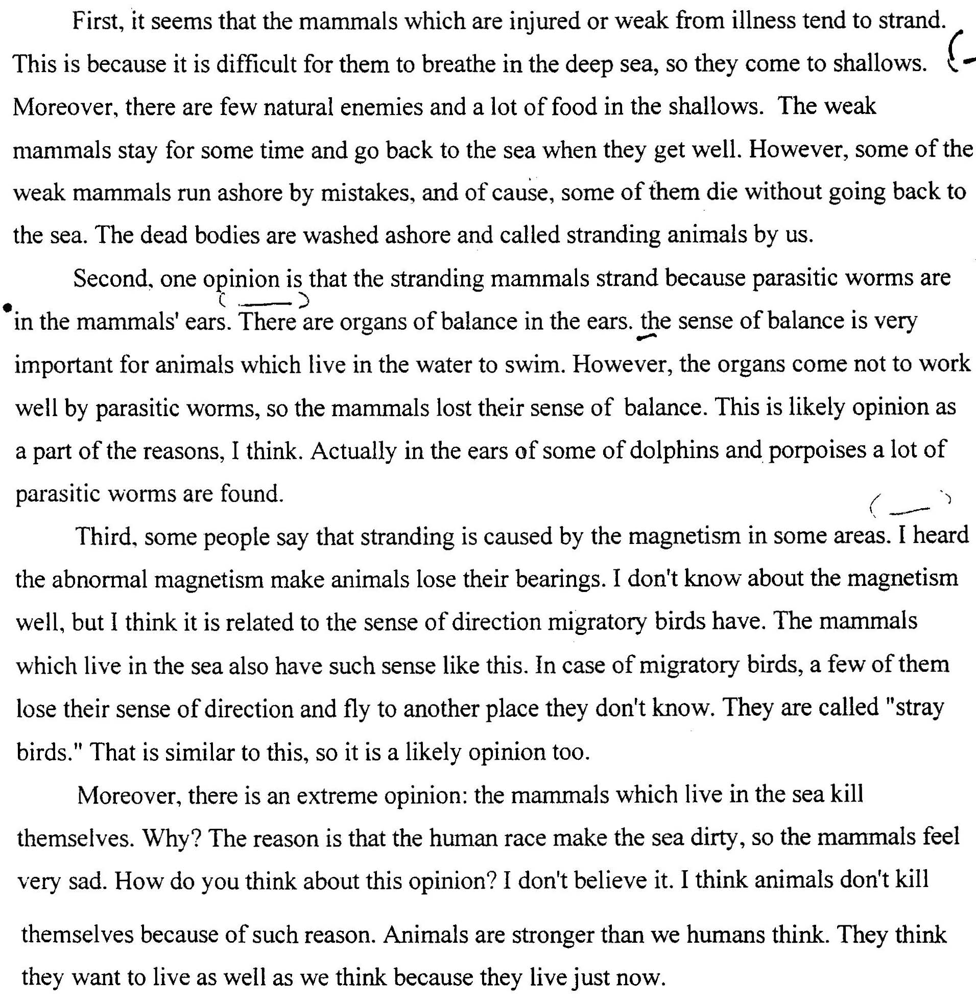 First, it seems that the mammals which are injured or weak from illness tend to strand.
This is because it is difficult for them to breathe in the deep sea, so they come to shallows.
Moreover, there are few natural enemies and a lot of food in the shallows. The weak
mammals stay for some time and go back to the sea when they get well. However, some of the
weak mammals run ashore by mistakes, and of cause, some of them die without going back to
the sea. The dead bodies are washed ashore and called stranding animals by us.
Second, one opinion is that the stranding mammals strand because parasitic worms are
in the mammals' ears. There are organs of balance in the ears. the sense of balance is very
important for animals which live in the water to swim. However, the organs come not to work
well by parasitic worms, so the mammals lost their sense of balance. This is likely opinion as
a part of the reasons, I think. Actually in the ears of some of dolphins and porpoises a lot of
parasitic worms are found.
Third, some people say that stranding is caused by the magnetism in some areas. I heard
the abnormal magnetism make animals lose their bearings. I don't know about the magnetism
well, but I think it is related to the sense of direction migratory birds have. The mammals
which live in the sea also have such sense like this. In case of migratory birds, a few of them
lose their sense of direction and fly to another place they don't know. They are called "stray
birds." That is similar to this, so it is a likely opinion too.
Moreover, there is an extreme opinion: the mammals which live in the sea kill
themselves. Why? The reason is that the human race make the sea dirty, so the mammals feel
very sad. How do you think about this opinion? I don't believe it. I think animals don't kill
themselves because of such reason. Animals are stronger than we humans think. They think
they want to live as well as we think because they live just now.